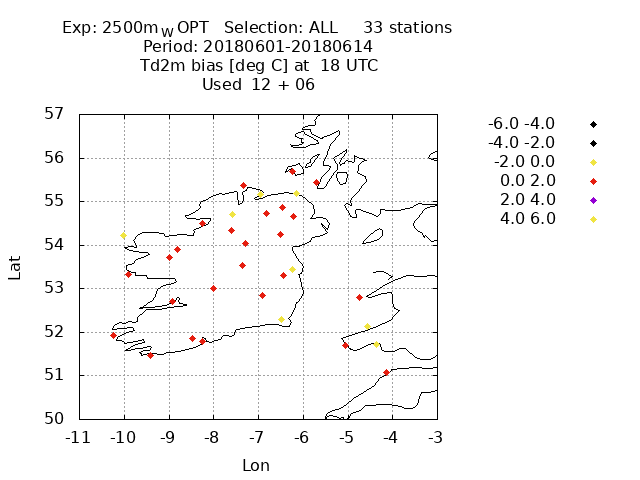 Exp: 2500m_W OPT Selection: ALL 33 stations
Period: 20180601-20180614
Td2m bias [deg C] at 18 UTC
Used 12 + 06
57
56
55
54
53
52
51
50
Lat
-11 -10 -9 -8 -7 -6 -5 -4 -3
Lon
-6.0 -4.0
-4.0 -2.0
-2.0 0.0
0.0 2.0
2.0 4.0
4.0 6.0